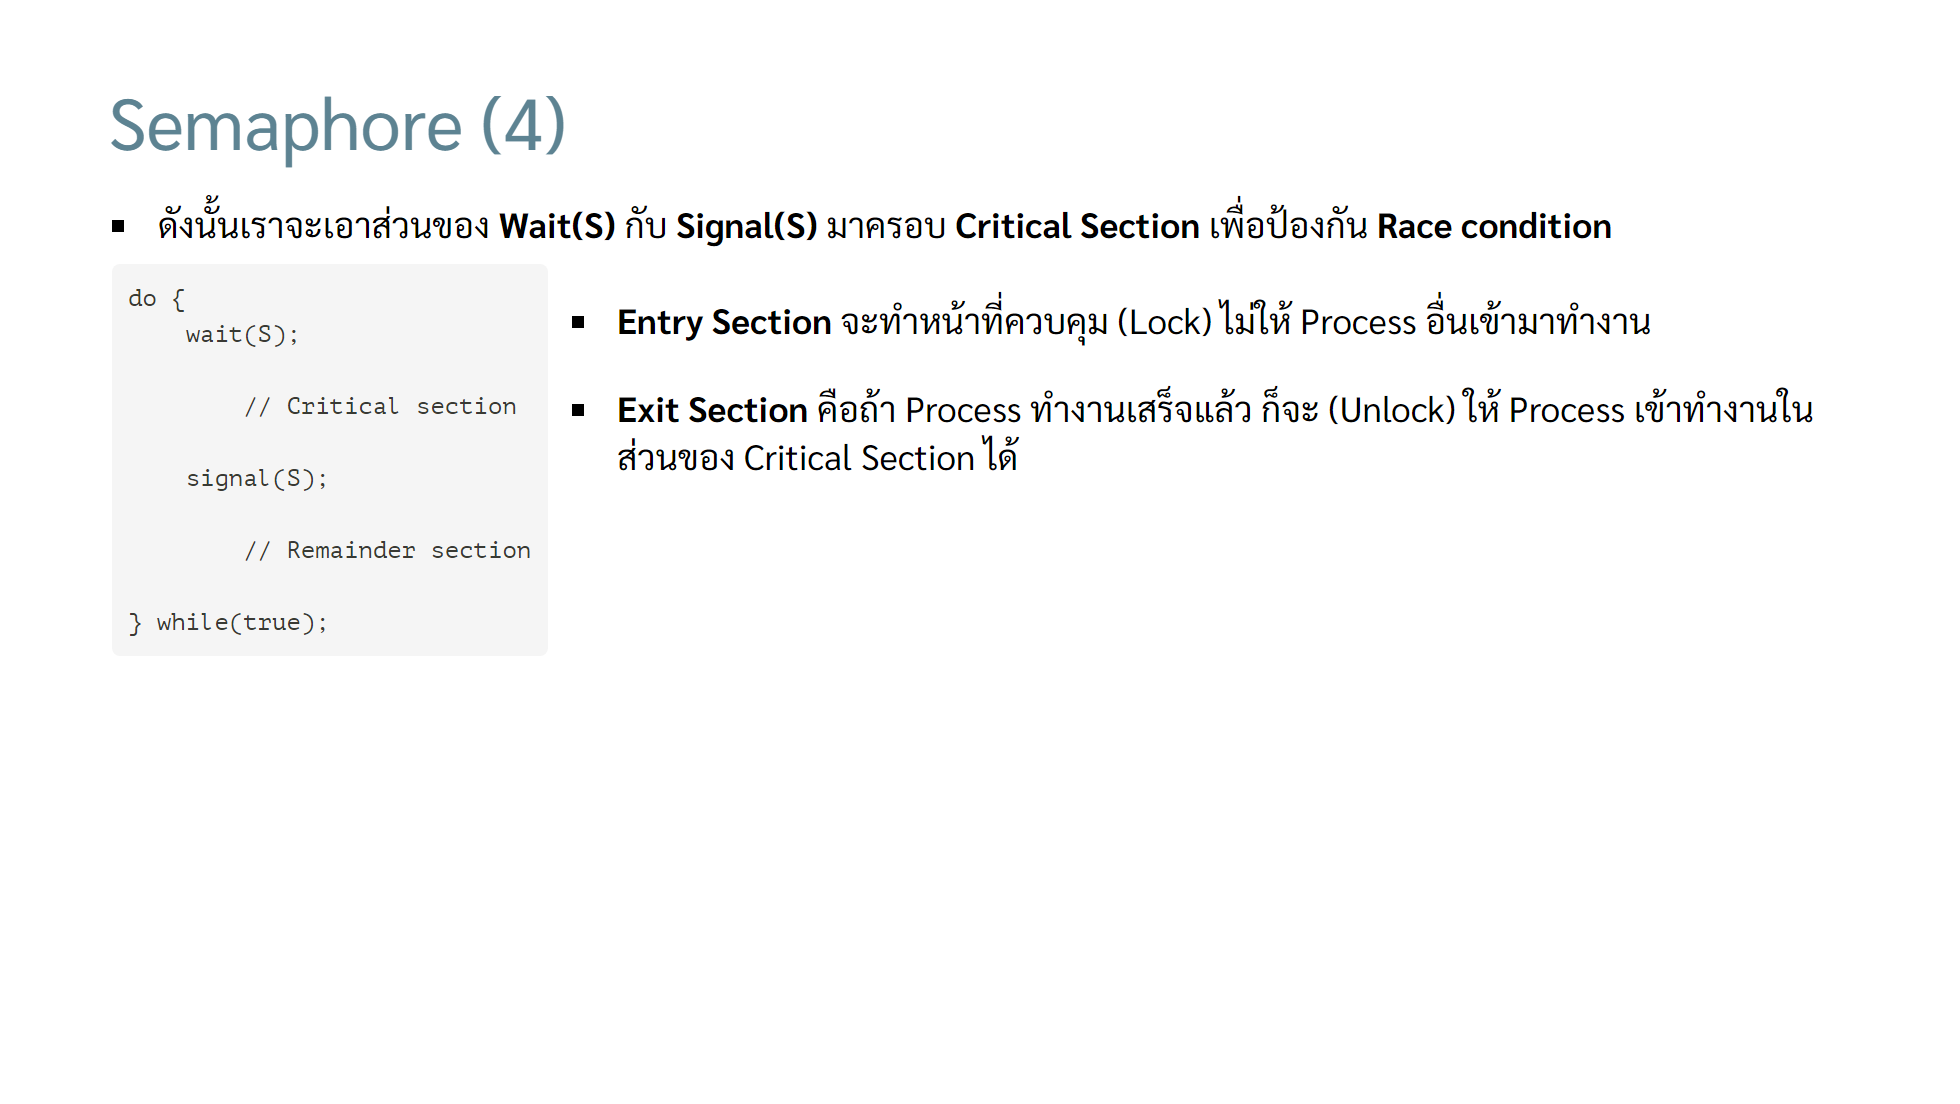 Semaphore (4)
▪ ดังนั้นเราจะเอาส่วนของ Wait(S) กับ Signal(S) มาครอบ Critical Section เพื่อป้องกัน Race condition
do {
    wait(S);
        // Critical section
    signal(S);
        // Remainder section
} while(true);
▪ Entry Section จะทำหน้าที่ควบคุม (Lock) ไม่ให้ Process อื่นเข้ามาทำงาน
▪ Exit Section คือถ้า Process ทำงานเสร็จแล้ว ก็จะ (Unlock) ให้ Process เข้าทำงานใน
ส่วนของ Critical Section ได้